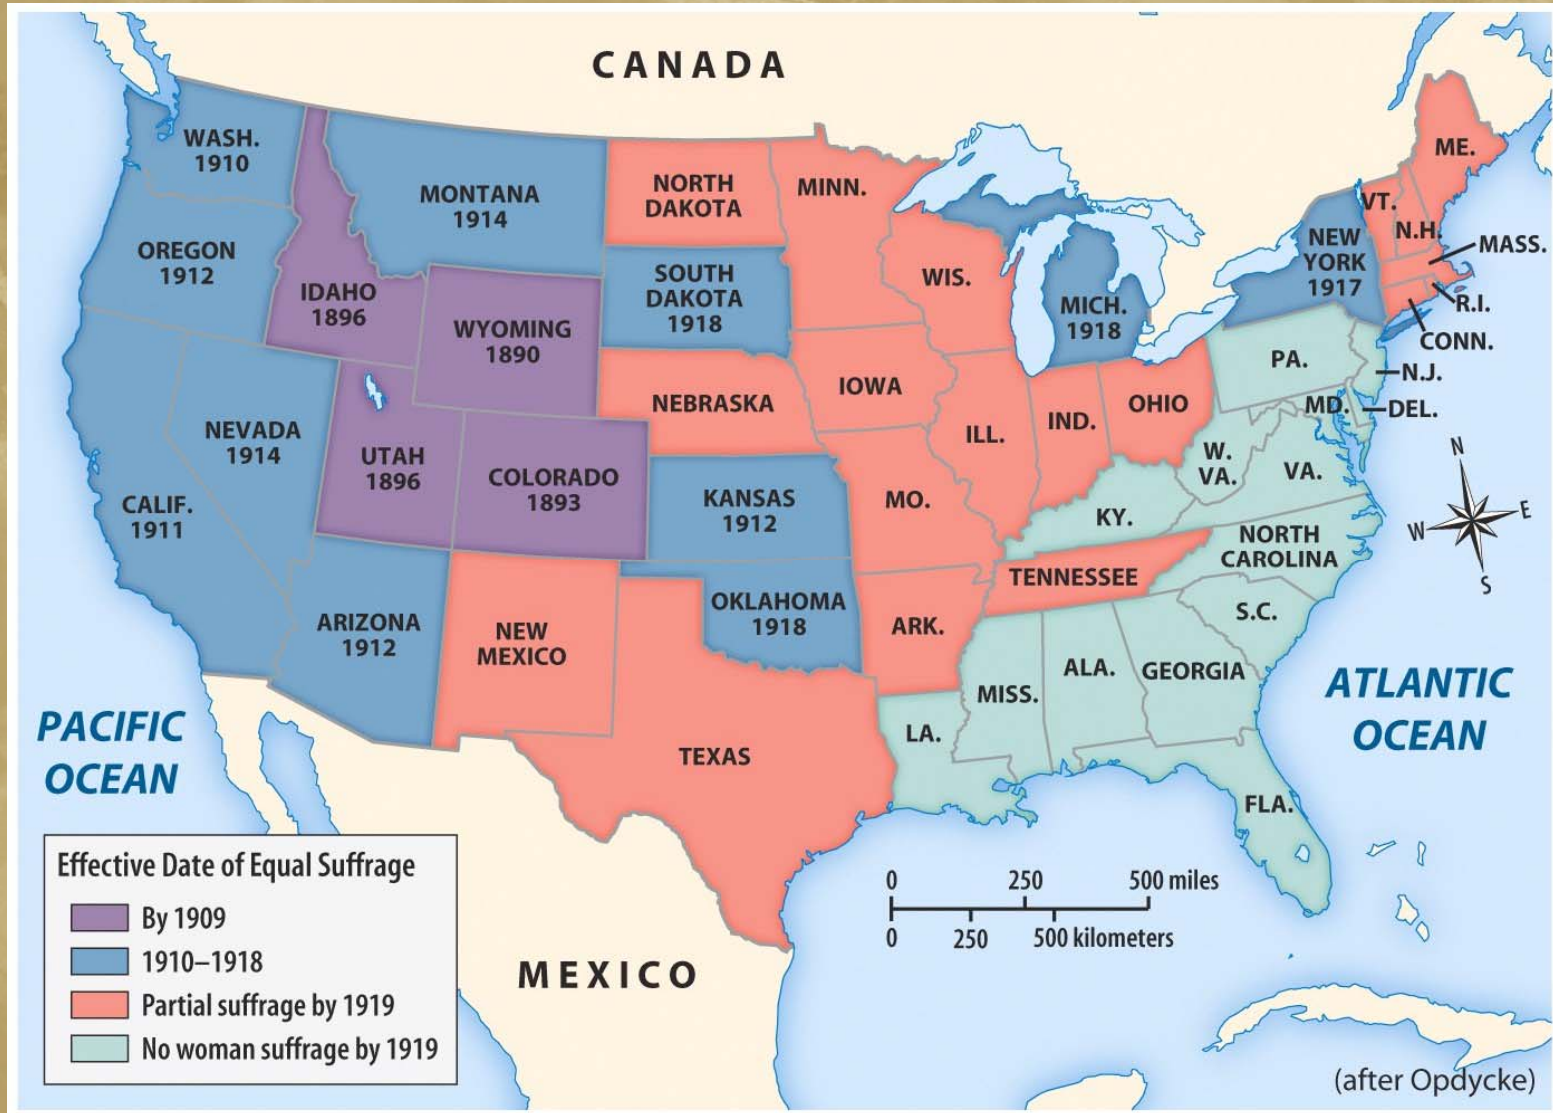 CANADA
WASH.
1910
MONTANA
1914
NORTH
DAKOTA
MINN.
ME.
VT.
N.H.
MASS.
OREGON
1912
IDAHO
1896
WYOMING
1890
SOUTH
DAKOTA
1918
WIS.
MICH.
1918
NEW
YORK
1917
R.I.
CONN.
NEBRASKA
IOWA
ILL.
IND.
OHIO
PA.
N.J.
MD.
DEL.
NEVADA
1914
UTAH
1896
COLORADO
1893
KANSAS
1912
MO.
KY.
W.
VA.
VA.
CALIF.
1911
ARIZONA
1912
NEW
MEXICO
OKLAHOMA
1918
ARK.
TENNESSEE
NORTH
CAROLINA
S.C.
TEXAS
LA.
MISS.
ALA.
GEORGIA
FLA.
N
W
E
S
PACIFIC
OCEAN
ATLANTIC
OCEAN
MEXICO
Effective Date of Equal Suffrage
By 1909
1910–1918
Partial suffrage by 1919
No woman suffrage by 1919
0 250 500 miles
0 250 500 kilometers
(after Opdycke)